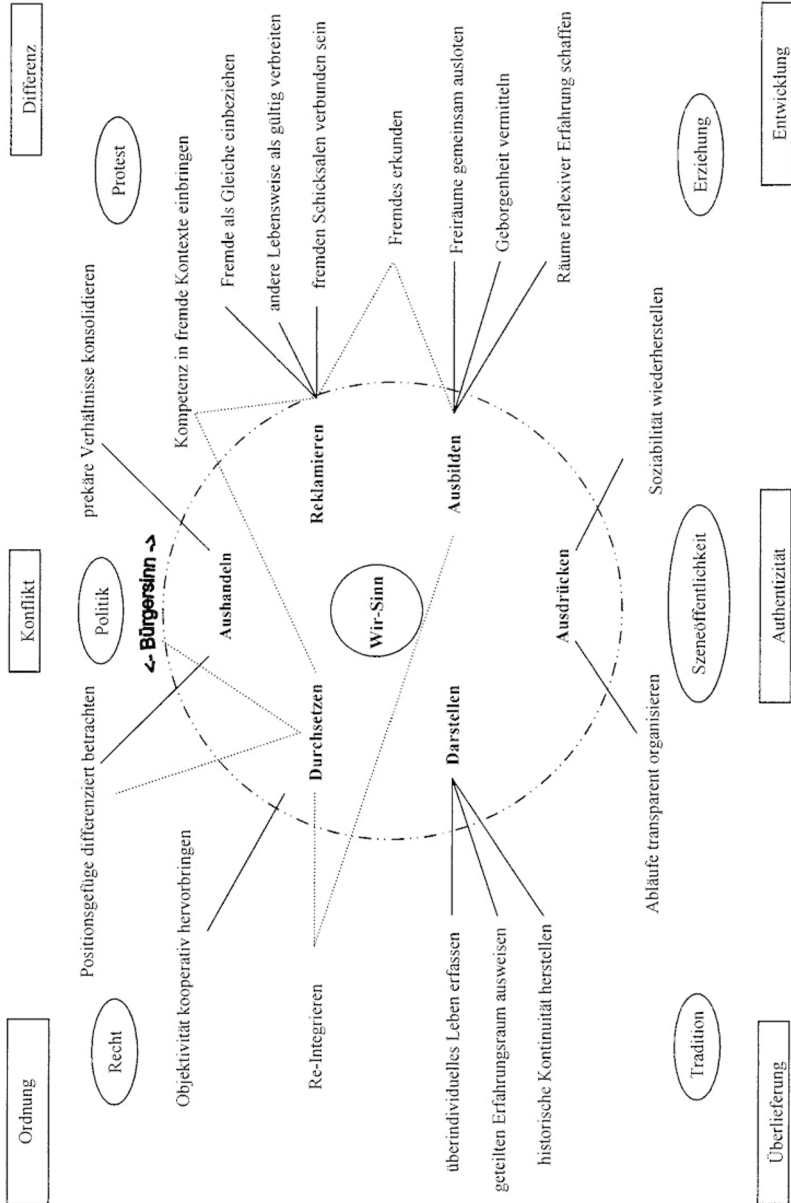 Ordnung
Konflikt
Differenz
Recht
Politik
Protest
Positionsgefüge differenziert betrachten
prekäre Verhältnisse konsolidieren
<- Bürgersinn ->
Objektivität kooperativ hervorbringen
Kompetenz in fremde Kontexte einbringen
Aushandeln
Fremde als Gleiche einbeziehen
andere Lebensweise als gültig verbreiten
Re-Integrieren
Durchsetzen
Reklamieren
fremden Schicksalen verbunden sein
Wir-Sinn
Fremdes erkunden
überindividuelles Leben erfassen
Darstellen
Ausbilden
Freiräume gemeinsam ausloten
geteilten Erfahrungsraum ausweisen
Geborgenheit vermitteln
historische Kontinuität herstellen
Ausdrücken
Räume reflexiver Erfahrung schaffen
Abläufe transparent organisieren
Soziabilität wiederherstellen
Tradition
Szeneöffentlichkeit
Erziehung
Überlieferung
Authentizität
Entwicklung